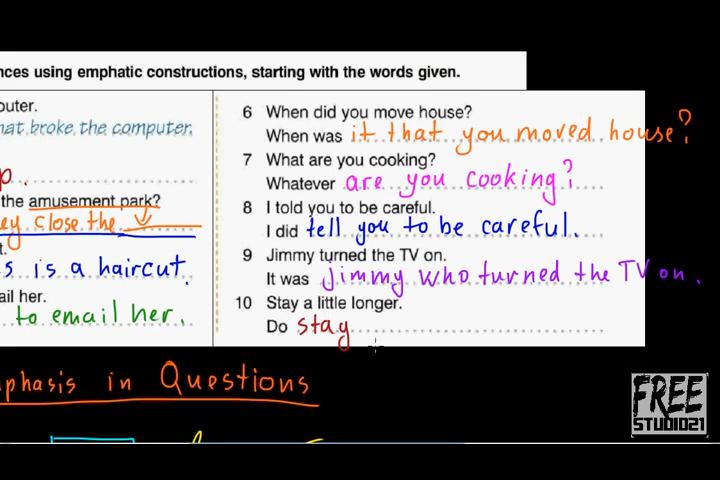 nces using emphatic constructions, starting with the words given.
puter.
hat broke the computer.
p.
the amusement park?
ey close the
t.
s is a haircut.
ail her.
to email her.
6 When did you move house?
When was it that you moved house?
7 What are you cooking?
Whatever are you cooking?
8 I told you to be careful.
I did tell you to be careful.
9 Jimmy turned the TV on.
It was Jimmy who turned the TV on.
10 Stay a little longer.
Do stay
mphasis in Questions
FREE
STUDIO21